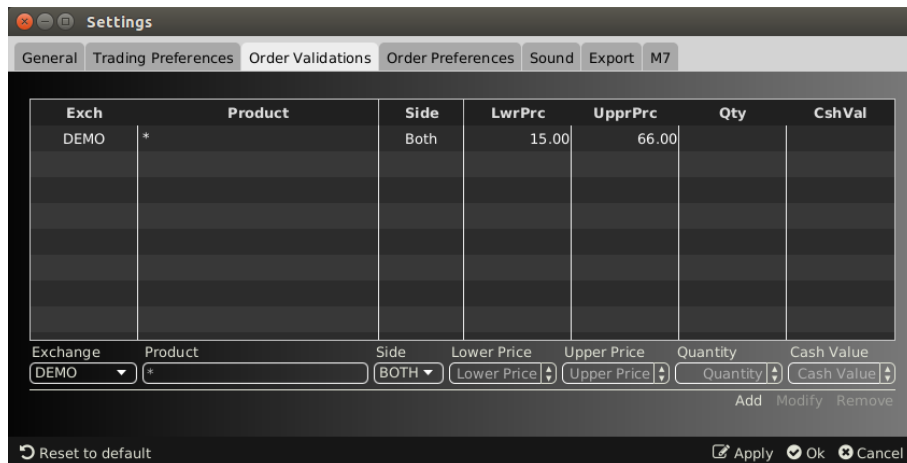 Settings
General Trading Preferences Order Validations Order Preferences Sound Export M7
Exch Product Side LwrPrc UpprPrc Qty CshVal
DEMO * Both 15.00 66.00
Exchange Product Side Lower Price Upper Price Quantity Cash Value
DEMO * BOTH Lower Price Upper Price Quantity Cash Value
Add Modify Remove
Reset to default Apply Ok Cancel